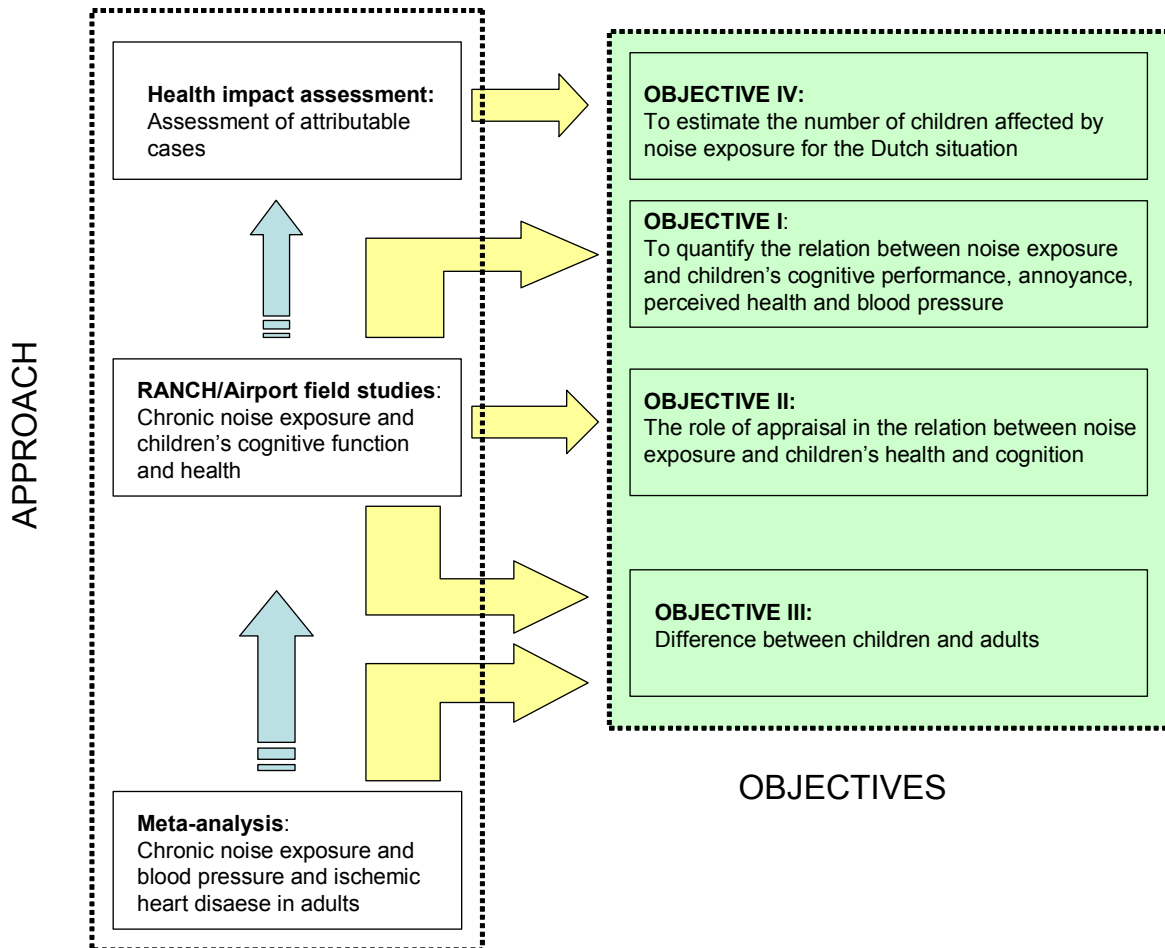 APPROACH
Health impact assessment:
Assessment of attributable
cases
RANCH/Airport field studies:
Chronic noise exposure and
children’s cognitive function
and health
Meta-analysis:
Chronic noise exposure and
blood pressure and ischemic
heart disaese in adults
OBJECTIVE IV:
To estimate the number of children affected by
noise exposure for the Dutch situation
OBJECTIVE I:
To quantify the relation between noise exposure
and children’s cognitive performance, annoyance,
perceived health and blood pressure
OBJECTIVE II:
The role of appraisal in the relation between noise
exposure and children’s health and cognition
OBJECTIVE III:
Difference between children and adults
OBJECTIVES